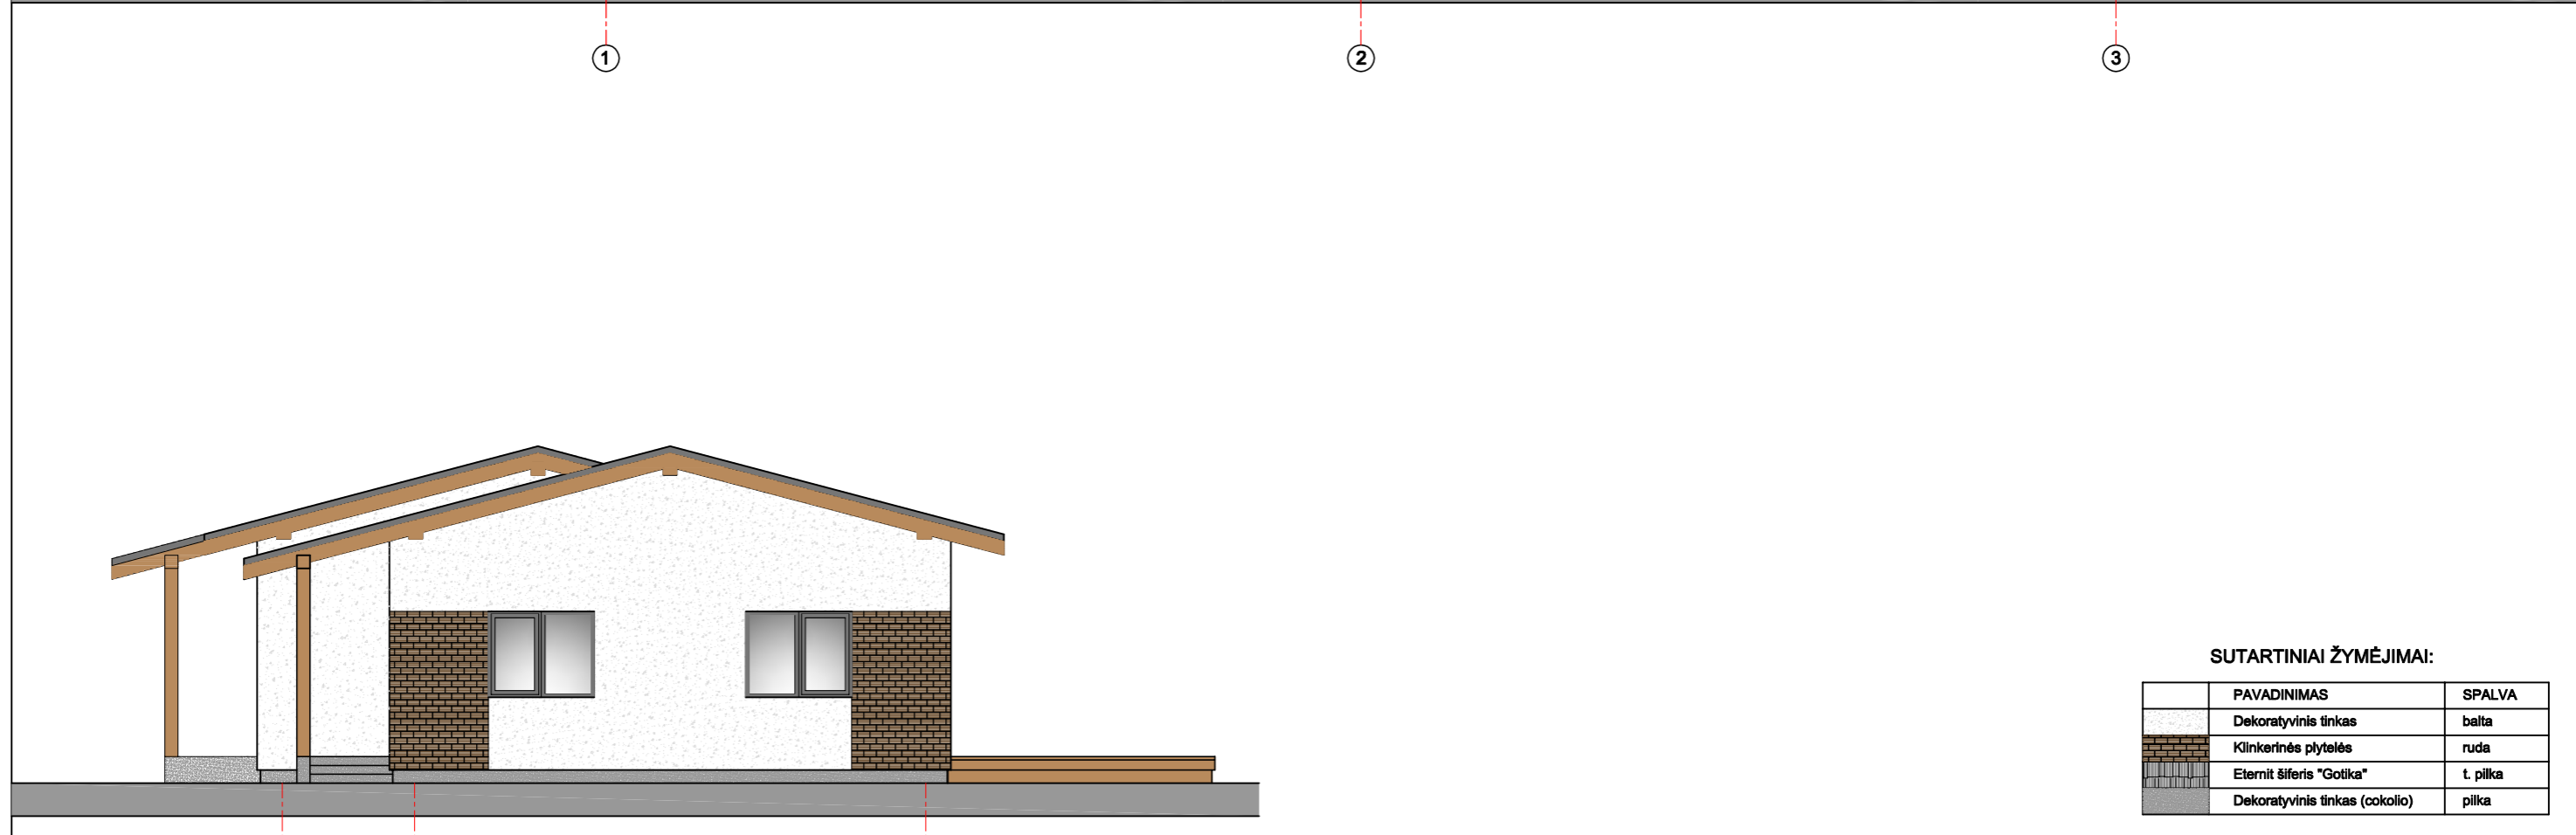 1 2 3
SUTARTINIAI ŽYMĖJIMAI:
PAVADINIMAS SPALVA
Dekoratyvinis tinkas balta
Klinkerinės plytelės ruda
Eternit šiferis "Gotika" t. pilka
Dekoratyvinis tinkas (cokolio) pilka